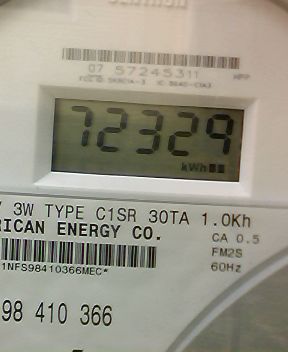 07 57245311
72329
kWh
3W TYPE C1SR 30TA 1.0Kh
RICAN ENERGY CO.
CA 0.5
FM2S
60Hz
1NFS98410366MEC*
98 410 366